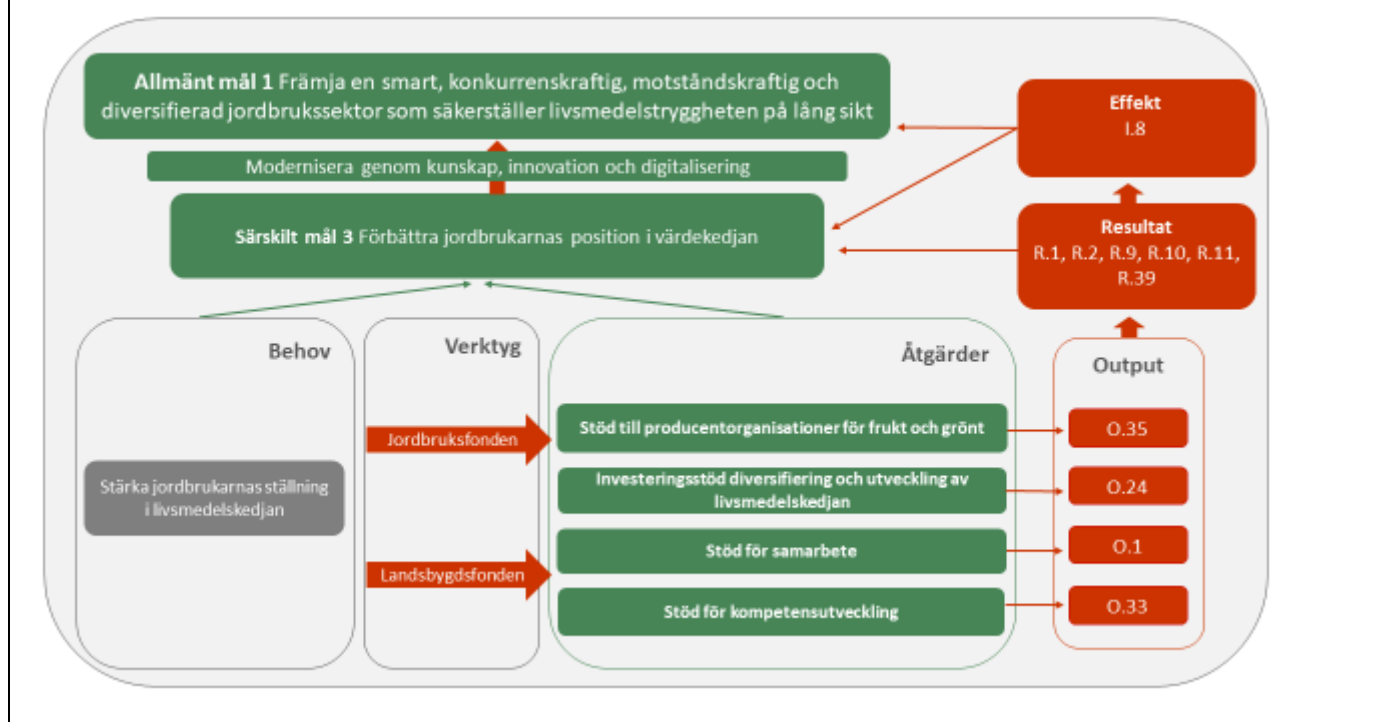 Allmänt mål 1 Främja en smart, konkurrenskraftig, motståndskraftig och
diversifierad jordbrukssektor som säkerställer livsmedelstryggheten på lång sikt
Effekt
I.8
Modernisera genom kunskap, innovation och digitalisering
Särskilt mål 3 Förbättra jordbrukarnas position i värdekedjan
Resultat
R.1, R.2, R.9, R.10, R.11,
R.39
Behov
Stärka jordbrukarnas ställning
i livsmedelskedjan
Verktyg
Jordbruksfonden
Landsbygdsfonden
Åtgärder
Stöd till producentorganisationer för frukt och grönt
Investeringsstöd diversifiering och utveckling av
livsmedelskedjan
Stöd för samarbete
Stöd för kompetensutveckling
Output
O.35
O.24
O.1
O.33